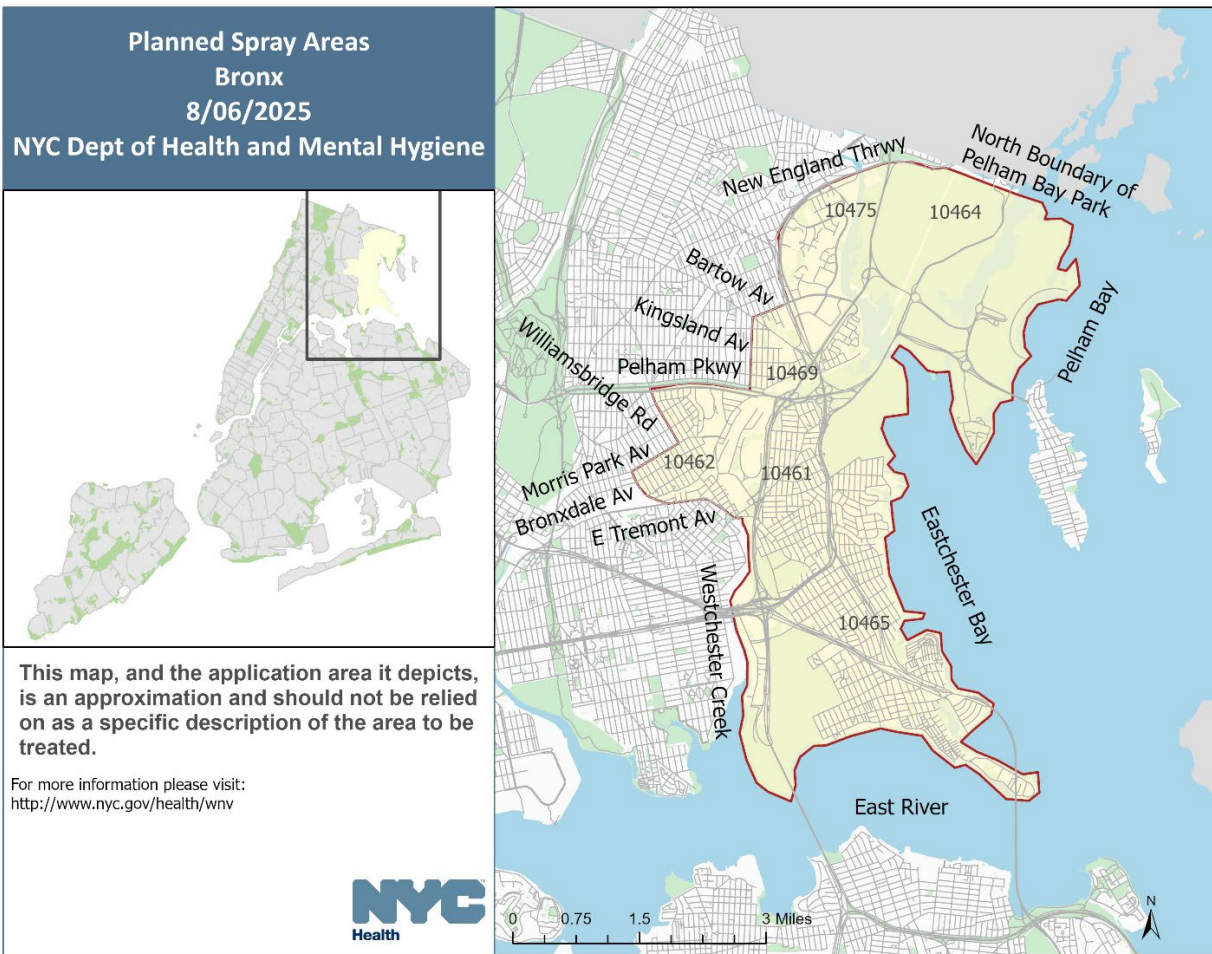 Planned Spray Areas
Bronx
8/06/2025
NYC Dept of Health and Mental Hygiene
This map, and the application area it depicts,
is an approximation and should not be relied
on as a specific description of the area to be
treated.
For more information please visit:
http://www.nyc.gov/health/wnv
NYC
Health
New England Thrwy
North Boundary of
Pelham Bay Park
10475
10464
Bartow Av
Kingsland Av
Williamsbridge Rd
Pelham Pkwy
10469
Pelham Bay
Morris Park Av
10462
10461
Bronxdale Av
E Tremont Av
Eastchester Bay
Westchester Creek
10465
East River
0 0.75 1.5 3 Miles
N